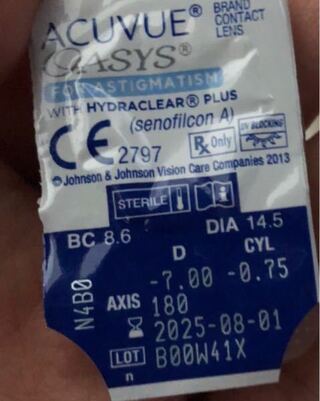 ACUVUE® BRAND
CONTACT
LENS
OASYS®
FOR ASTIGMATISM
WITH HYDRACLEAR® PLUS
(senofilcon A)
CE 2797
Rx Only
UV BLOCKING
© Johnson & Johnson Vision Care Companies 2013
STERILE
i
BC 8.6
DIA 14.5
D CYL
-7.00 -0.75
AXIS 180
2025-08-01
LOT B00W41X
n
N4B0